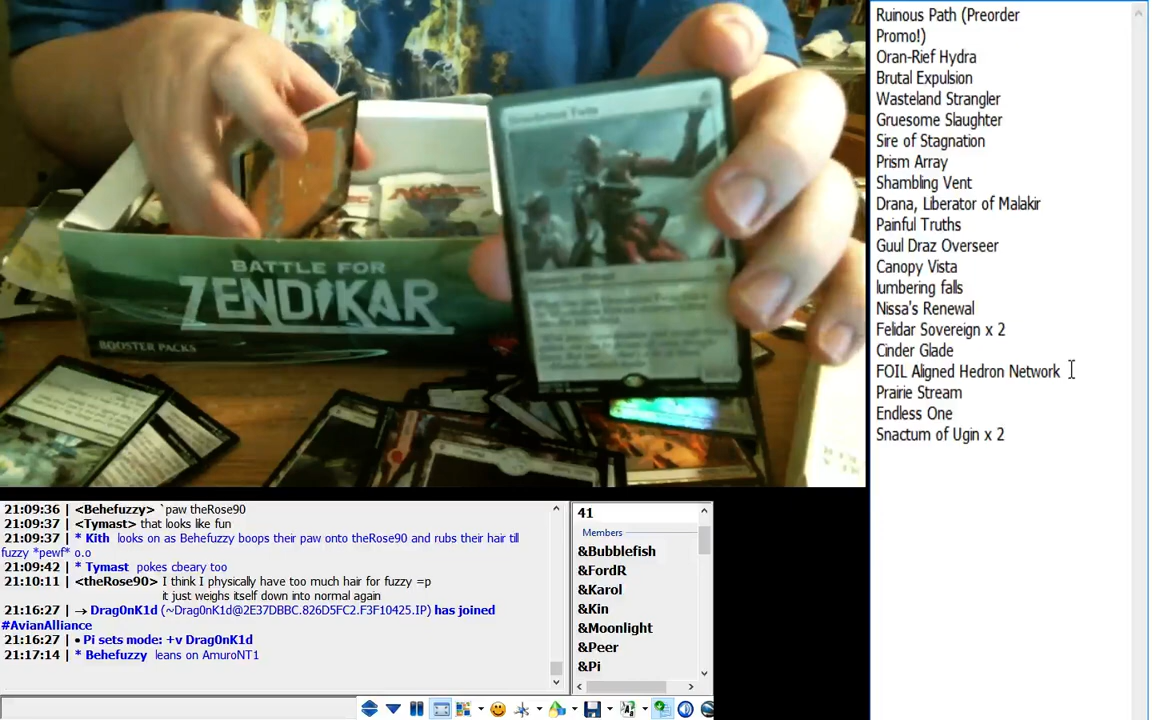 BATTLE FOR
ZENDIKAR
BOOSTER PACKS
Ruinous Path (Preorder
Promo!)
Oran-Rief Hydra
Brutal Expulsion
Wasteland Strangler
Gruesome Slaughter
Sire of Stagnation
Prism Array
Shambling Vent
Drana, Liberator of Malakir
Painful Truths
Guul Draz Overseer
Canopy Vista
lumbering falls
Nissa's Renewal
Felidar Sovereign x 2
Cinder Glade
FOIL Aligned Hedron Network
Prairie Stream
Endless One
Snactum of Ugin x 2
21:09:36 | <Behefuzzy> `paw theRose90
21:09:37 | <Tymast> that looks like fun
21:09:37 | * Kith looks on as Behefuzzy boops their paw onto theRose90 and rubs their hair till
fuzzy *pewf* o.o
21:09:42 | * Tymast pokes cbeary too
21:10:11 | <theRose90> I think I physically have too much hair for fuzzy =p
it just weighs itself down into normal again
21:16:27 | → Drag0nK1d (~Drag0nK1d@2E37DBBC.826D5FC2.F3F10425.IP) has joined
#AvianAlliance
21:16:27 | • Pi sets mode: +v Drag0nK1d
21:17:14 | * Behefuzzy leans on AmuroNT1
41
Members
&Bubblefish
&FordR
&Karol
&Kin
&Moonlight
&Peer
&Pi